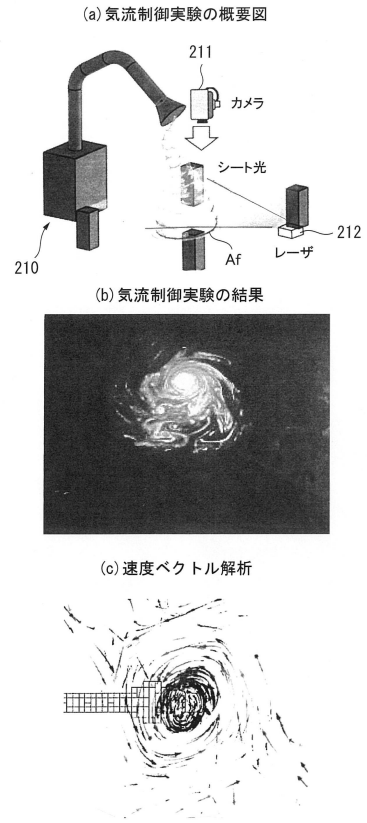 (a)気流制御実験の概要図
211
カメラ
シート光
212
レーザ
Af
210
(b)気流制御実験の結果
(c)速度ベクトル解析